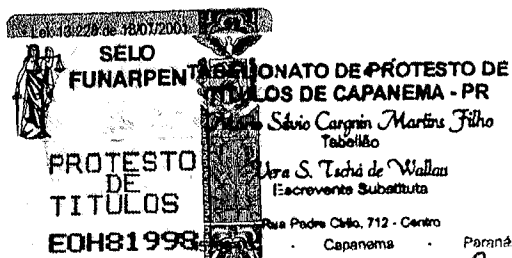 Lei: 13.228 de 18/07/2001
SELO
FUNARPEN
TABELIONATO DE PROTESTO DE
TÍTULOS DE CAPANEMA - PR
Sílvio Cargnin Martins Filho
Tabelião
Vera S. Tschá de Wallau
Escrevente Substituta
PROTESTO
DE
TITULOS
Rua Padre Cirilo, 712 - Centro
EOH81998
Capanema - Paraná